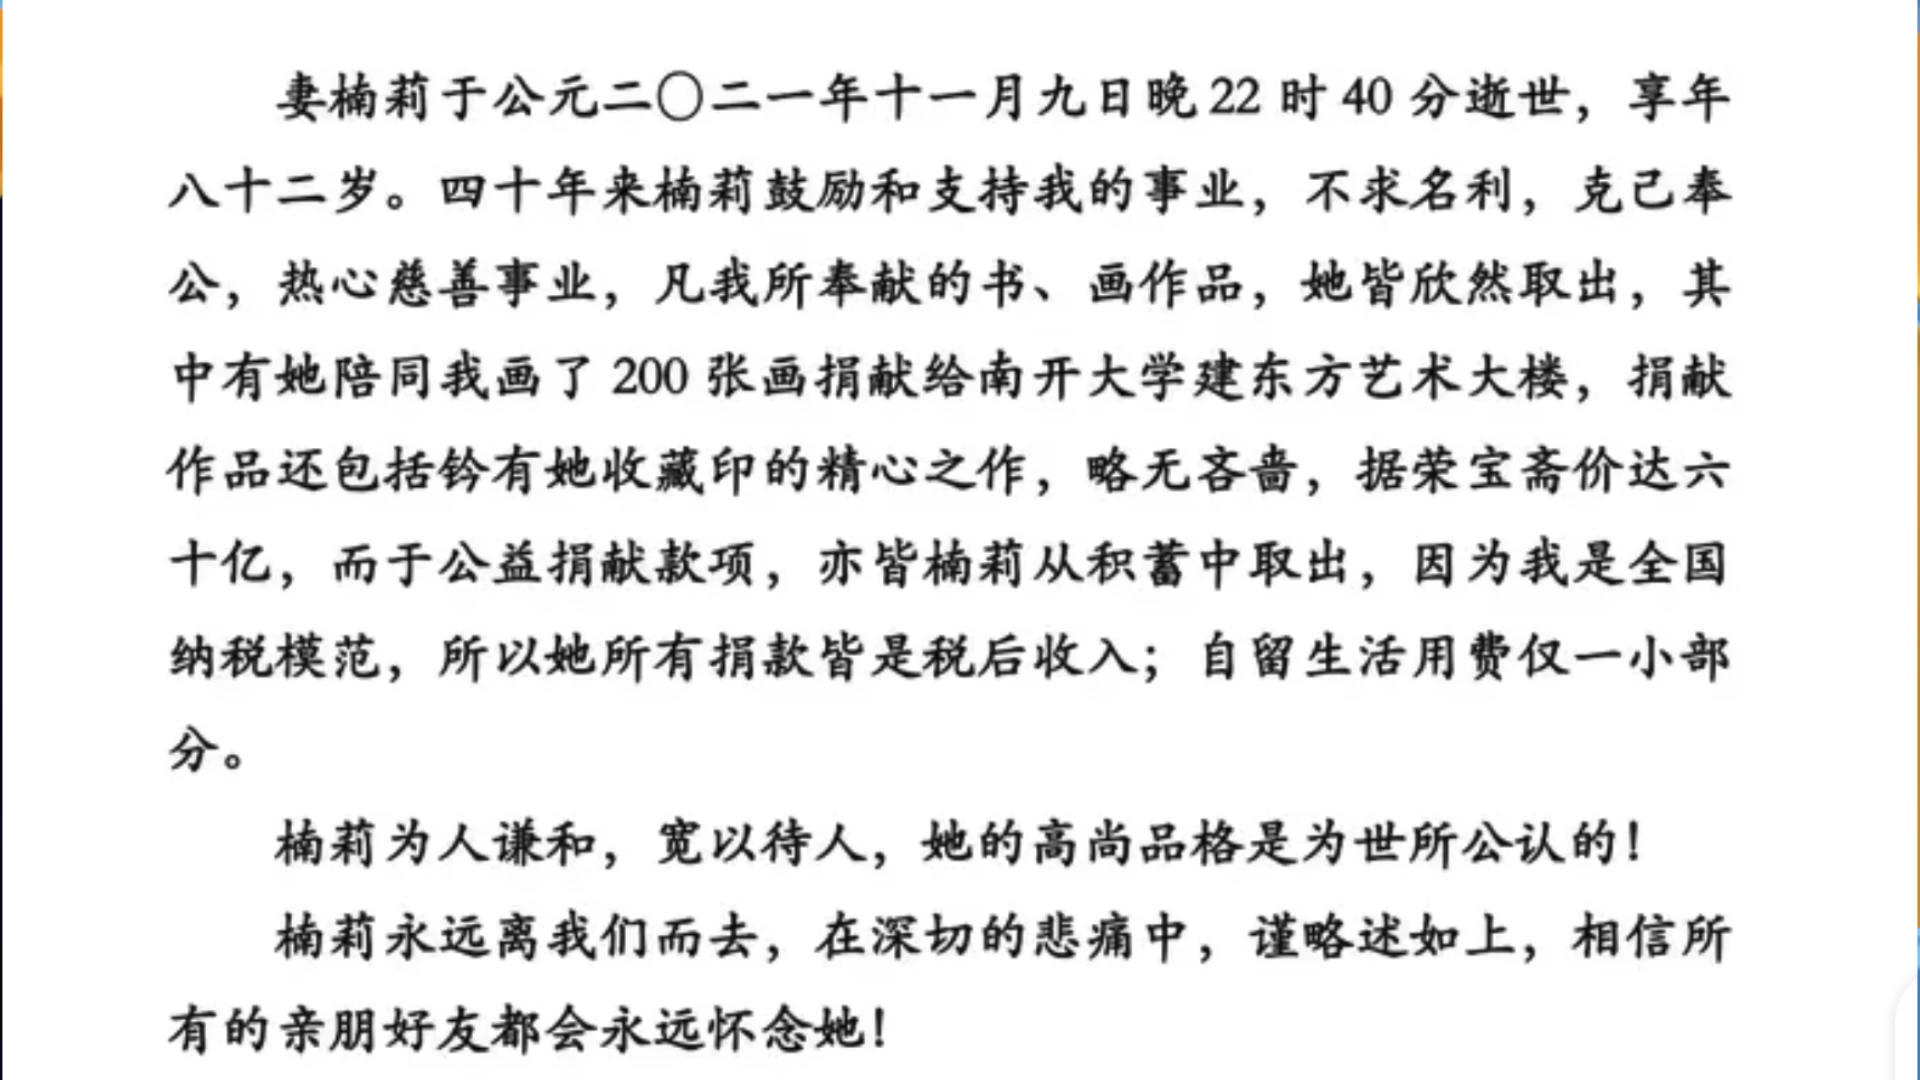 妻楠莉于公元二〇二一年十一月九日晚22时40分逝世，享年
八十二岁。四十年来楠莉鼓励和支持我的事业，不求名利，克己奉
公，热心慈善事业，凡我所奉献的书、画作品，她皆欣然取出，其
中有她陪同我画了200张画捐献给南开大学建东方艺术大楼，捐献
作品还包括钤有她收藏印的精心之作，略无吝啬，据荣宝斋价达六
十亿，而于公益捐献款项，亦皆楠莉从积蓄中取出，因为我是全国
纳税模范，所以她所有捐款皆是税后收入；自留生活用费仅一小部
分。
楠莉为人谦和，宽以待人，她的高尚品格是为世所公认的！
楠莉永远离我们而去，在深切的悲痛中，谨略述如上，相信所
有的亲朋好友都会永远怀念她！